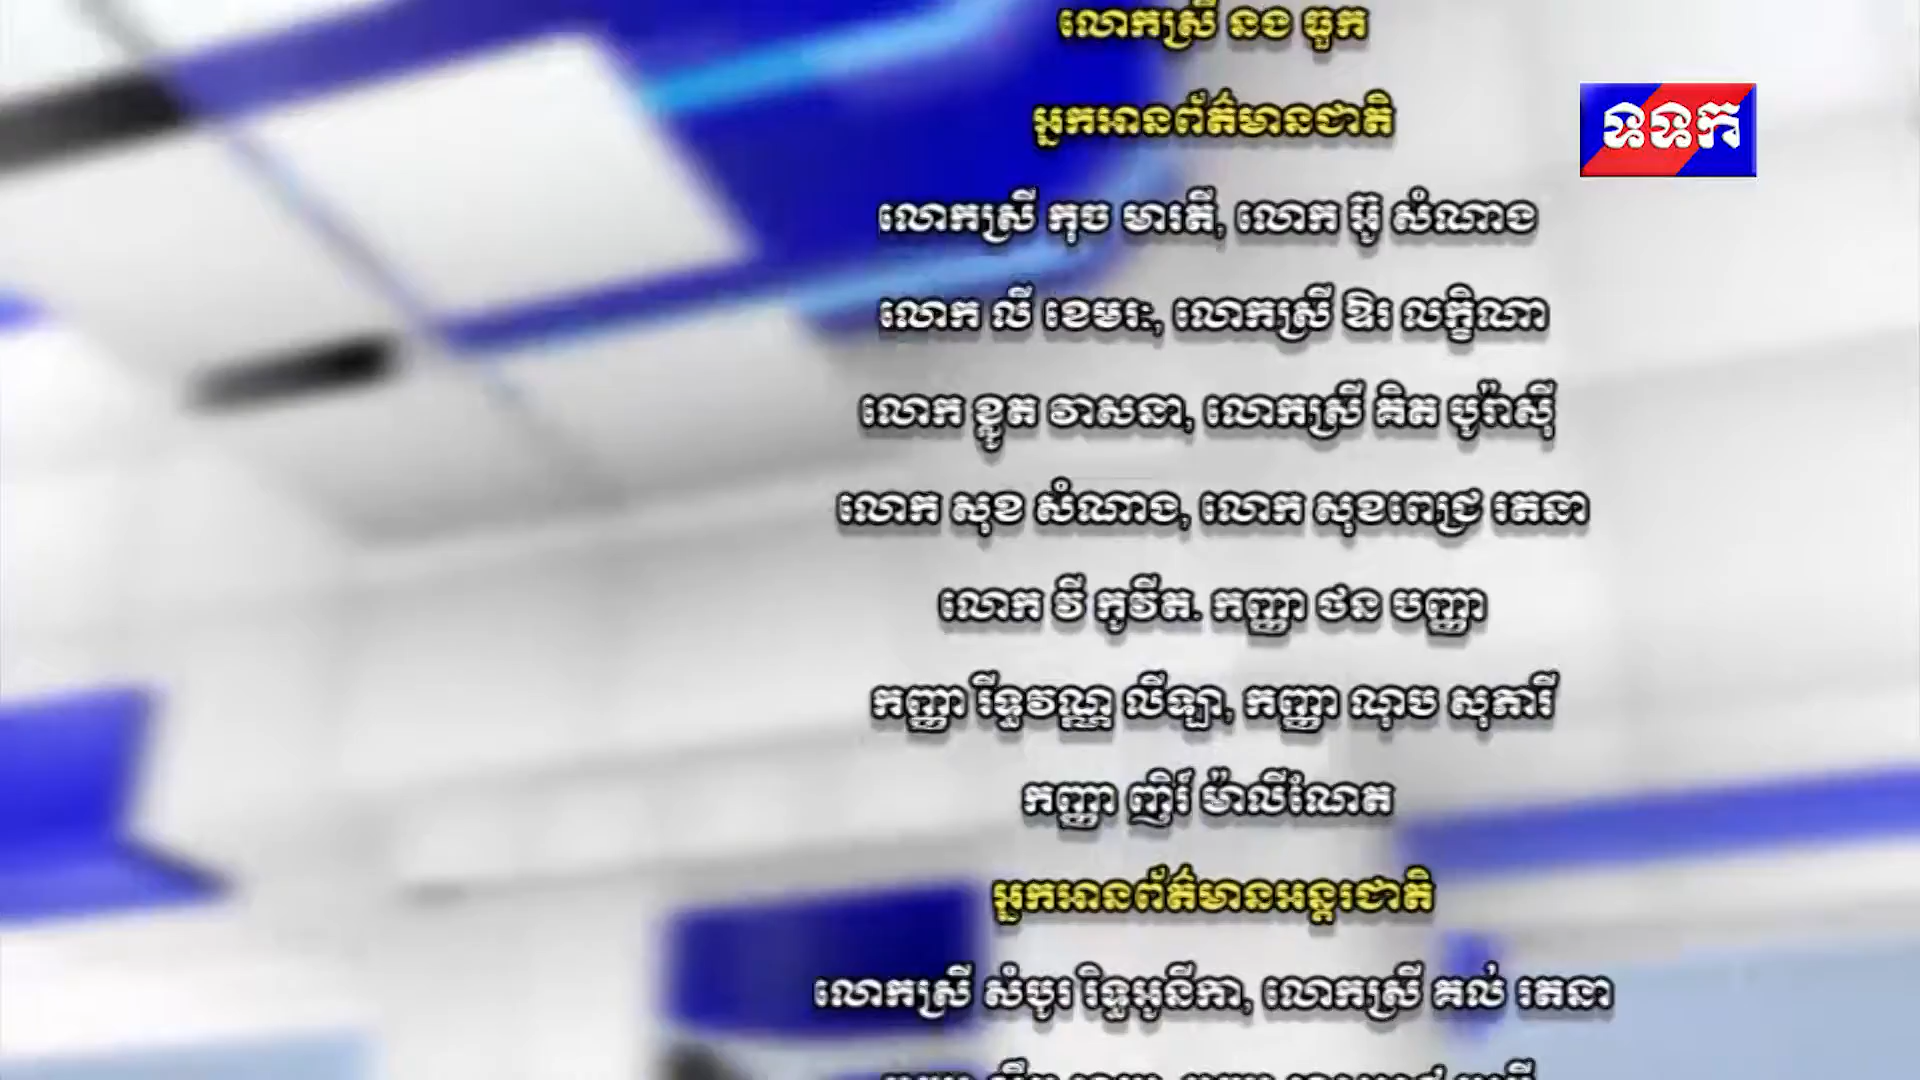 លោកស្រី នង ធួក
អ្នកអានព័ត៌មានជាតិ
ទទក
លោកស្រី កុច មារតី, លោក អ៊ូ សំណាង
លោក លី ខេមរៈ, លោកស្រី ឱរ លក្ខិណា
លោក ខ្លូត វាសនា, លោកស្រី គិត បូរ៉ាស៊ី
លោក សុខ សំណាង, លោក សុខពេជ្រ រតនា
លោក វី កូវីត. កញ្ញា ថន បញ្ញា
កញ្ញា រីទ្ធវណ្ណ លីឡា, កញ្ញា ណុប សុភារី
កញ្ញា ញ៉ិរ៍ ម៉ាលីណែត
អ្នកអានព័ត៌មានអន្តរជាតិ
លោកស្រី សំបូរ រិទ្ធអូនីកា, លោកស្រី គល់ រតនា